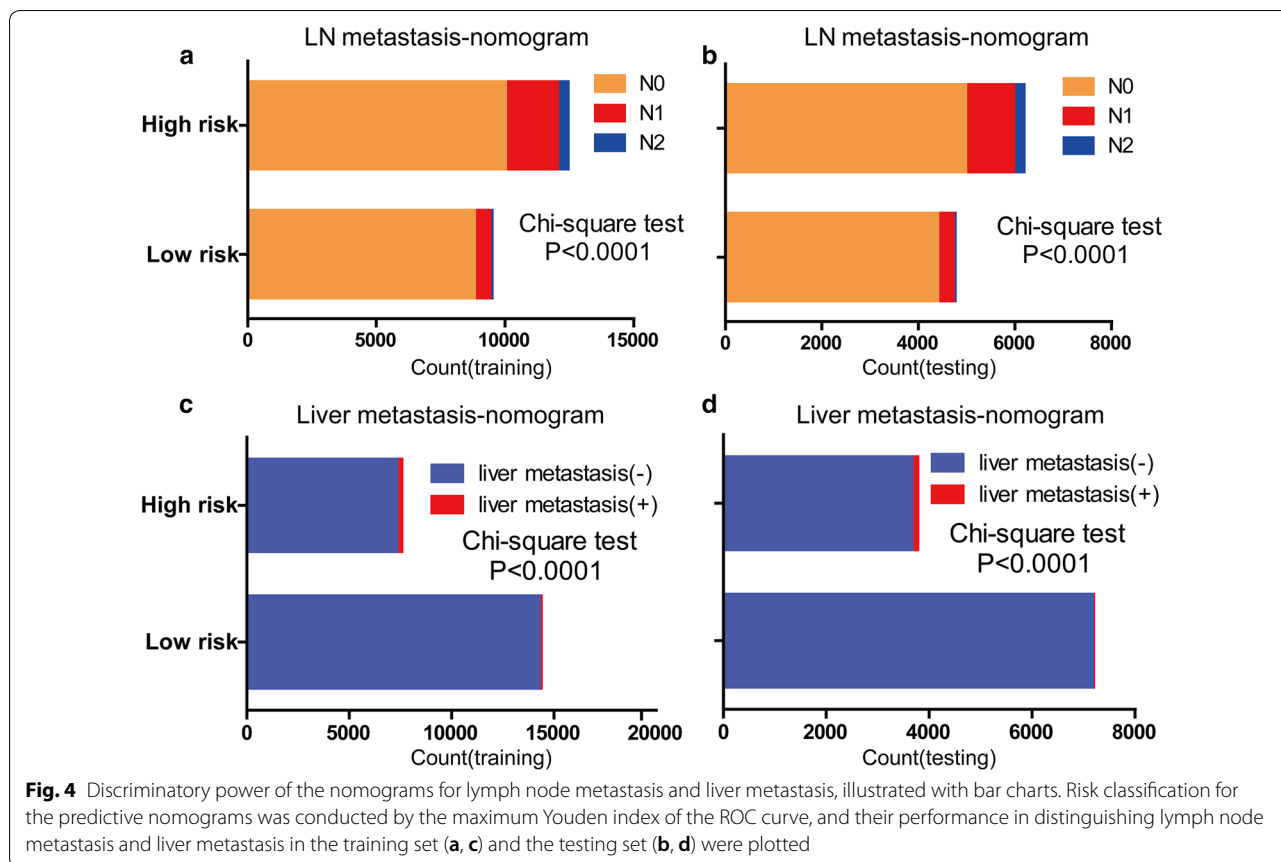 a
LN metastasis-nomogram
N0
N1
N2
High risk
Low risk
Chi-square test
P<0.0001
0 5000 10000 15000
Count(training)
b
LN metastasis-nomogram
N0
N1
N2
Chi-square test
P<0.0001
0 2000 4000 6000 8000
Count(testing)
c
Liver metastasis-nomogram
liver metastasis(-)
liver metastasis(+)
High risk
Chi-square test
P<0.0001
Low risk
0 5000 10000 15000 20000
Count(training)
d
Liver metastasis-nomogram
liver metastasis(-)
liver metastasis(+)
Chi-square test
P<0.0001
0 2000 4000 6000 8000
Count(testing)
Fig. 4 Discriminatory power of the nomograms for lymph node metastasis and liver metastasis, illustrated with bar charts. Risk classification for
the predictive nomograms was conducted by the maximum Youden index of the ROC curve, and their performance in distinguishing lymph node
metastasis and liver metastasis in the training set (a, c) and the testing set (b, d) were plotted